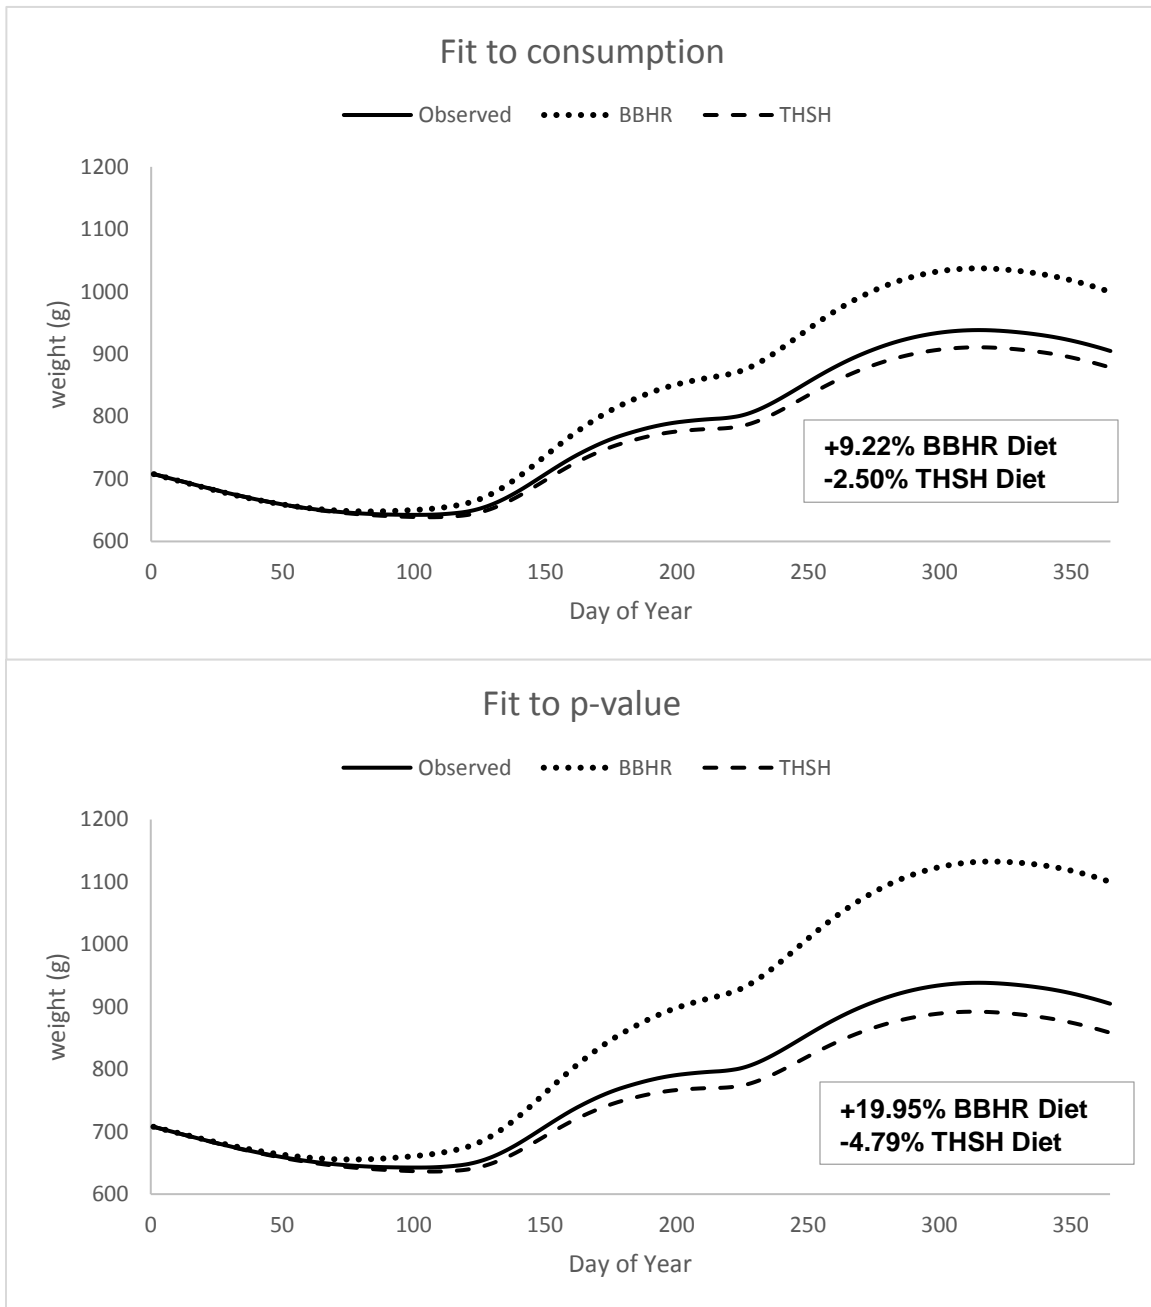 Fit to consumption
Observed BBHR THSH
1200
1100
1000
900
800
700
600
weight (g)
0 50 100 150 200 250 300 350
Day of Year
+9.22% BBHR Diet
-2.50% THSH Diet
Fit to p-value
Observed BBHR THSH
1200
1100
1000
900
800
700
600
weight (g)
0 50 100 150 200 250 300 350
Day of Year
+19.95% BBHR Diet
-4.79% THSH Diet